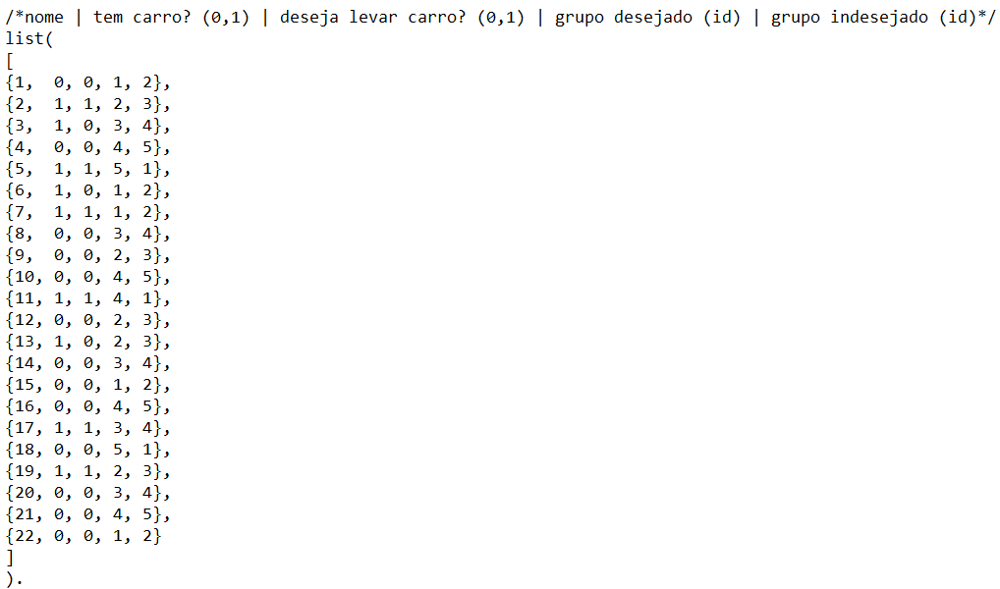 /*nome | tem carro? (0,1) | deseja levar carro? (0,1) | grupo desejado (id) | grupo indesejado (id)*/
list(
[
{1,  0, 0, 1, 2},
{2,  1, 1, 2, 3},
{3,  1, 0, 3, 4},
{4,  0, 0, 4, 5},
{5,  1, 1, 5, 1},
{6,  1, 0, 1, 2},
{7,  1, 1, 1, 2},
{8,  0, 0, 3, 4},
{9,  0, 0, 2, 3},
{10, 0, 0, 4, 5},
{11, 1, 1, 4, 1},
{12, 0, 0, 2, 3},
{13, 1, 0, 2, 3},
{14, 0, 0, 3, 4},
{15, 0, 0, 1, 2},
{16, 0, 0, 4, 5},
{17, 1, 1, 3, 4},
{18, 0, 0, 5, 1},
{19, 1, 1, 2, 3},
{20, 0, 0, 3, 4},
{21, 0, 0, 4, 5},
{22, 0, 0, 1, 2}
]
).